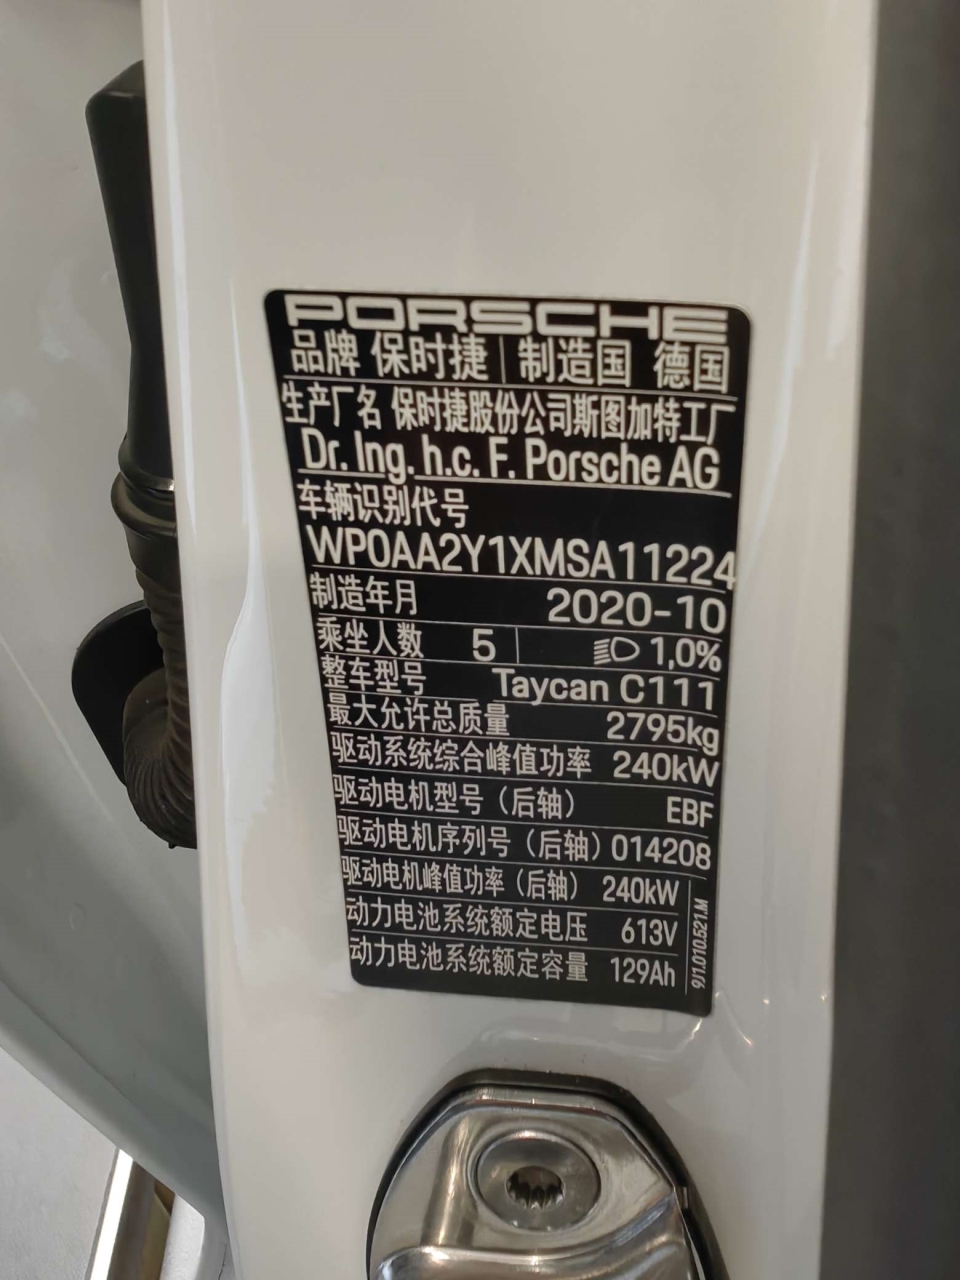 PORSCHE
品牌 保时捷 制造国 德国
生产厂名 保时捷股份公司斯图加特工厂
Dr. Ing. h.c. F. Porsche AG
车辆识别代号
WP0AA2Y1XMSA11224
制造年月 2020-10
乘坐人数 5 1,0%
整车型号 Taycan C111
最大允许总质量 2795kg
驱动系统综合峰值功率 240kW
驱动电机型号（后轴） EBF
驱动电机序列号（后轴） 014208
驱动电机峰值功率（后轴） 240kW
动力电池系统额定电压 613V
动力电池系统额定容量 129Ah
9J1.010.521.M